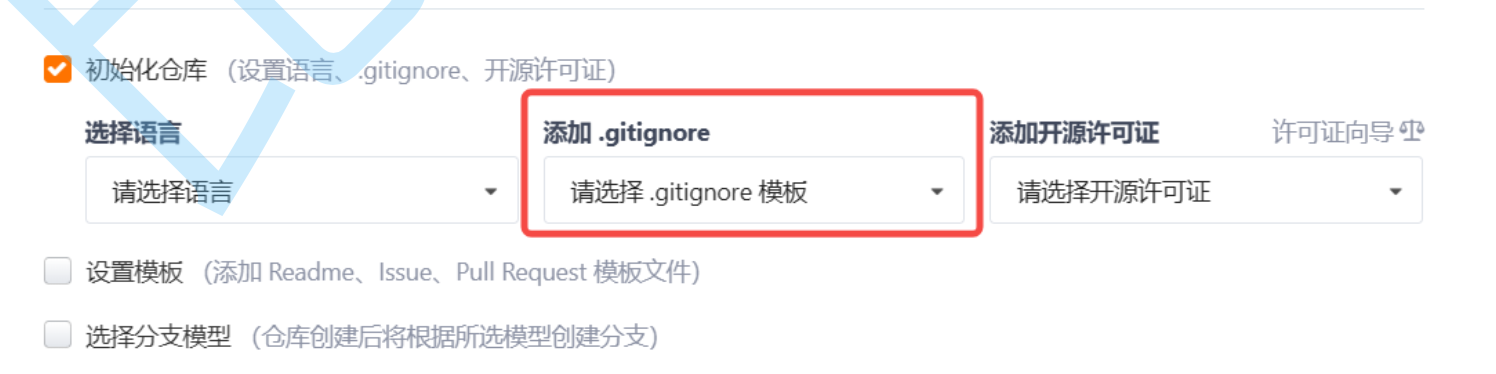 初始化仓库 (设置语言、.gitignore、开源许可证)
选择语言 添加 .gitignore 添加开源许可证 许可证向导
请选择语言 请选择 .gitignore 模板 请选择开源许可证
设置模板 (添加 Readme、Issue、Pull Request 模板文件)
选择分支模型 (仓库创建后将根据所选模型创建分支)